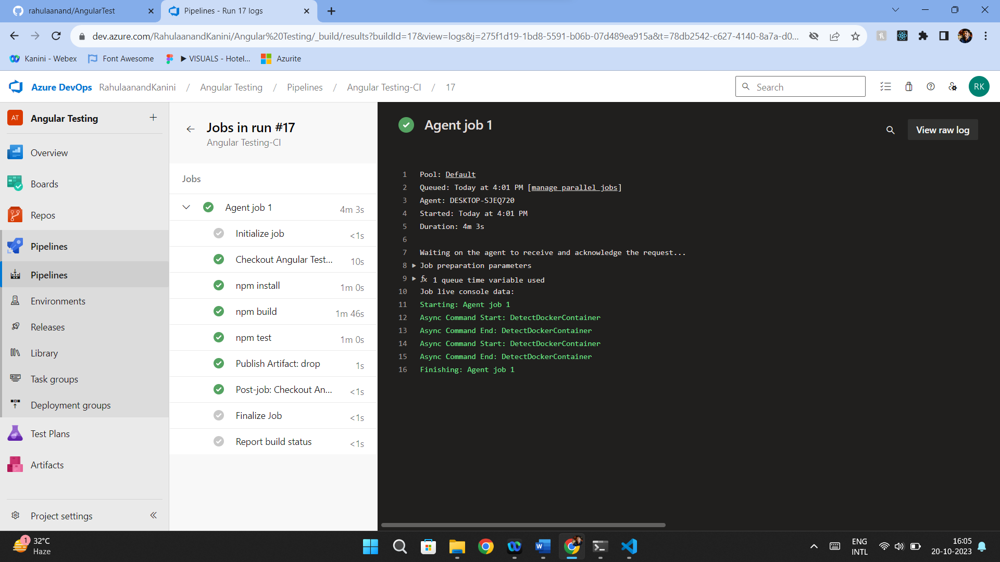 rahulaanand/AngularTest
Pipelines - Run 17 logs
dev.azure.com/RahulaanandKanini/Angular%20Testing/_build/results?buildId=17&view=logs&j=275f1d19-1bd8-5591-b06b-07d489ea915a&t=78db2542-c627-4140-8a7a-d0...
Kanini - Webex
Font Awesome
▶ VISUALS - Hotel...
Azurite
Azure DevOps RahulaanandKanini / Angular Testing / Pipelines / Angular Testing-CI / 17
Search
RK
AT Angular Testing
Overview
Boards
Repos
Pipelines
Pipelines
Environments
Releases
Library
Task groups
Deployment groups
Test Plans
Artifacts
Project settings
Jobs in run #17
Angular Testing-CI
Jobs
Agent job 1 4m 3s
Initialize job <1s
Checkout Angular Test... 10s
npm install 1m 0s
npm build 1m 46s
npm test 1m 0s
Publish Artifact: drop 1s
Post-job: Checkout An... <1s
Finalize Job <1s
Report build status <1s
Agent job 1
View raw log
1 Pool: Default
2 Queued: Today at 4:01 PM [manage parallel jobs]
3 Agent: DESKTOP-SJEQ720
4 Started: Today at 4:01 PM
5 Duration: 4m 3s
6
7 Waiting on the agent to receive and acknowledge the request...
8 Job preparation parameters
9 fx 1 queue time variable used
10 Job live console data:
11 Starting: Agent job 1
12 Async Command Start: DetectDockerContainer
13 Async Command End: DetectDockerContainer
14 Async Command Start: DetectDockerContainer
15 Async Command End: DetectDockerContainer
16 Finishing: Agent job 1
1
32°C
Haze
ENG
INTL
16:05
20-10-2023